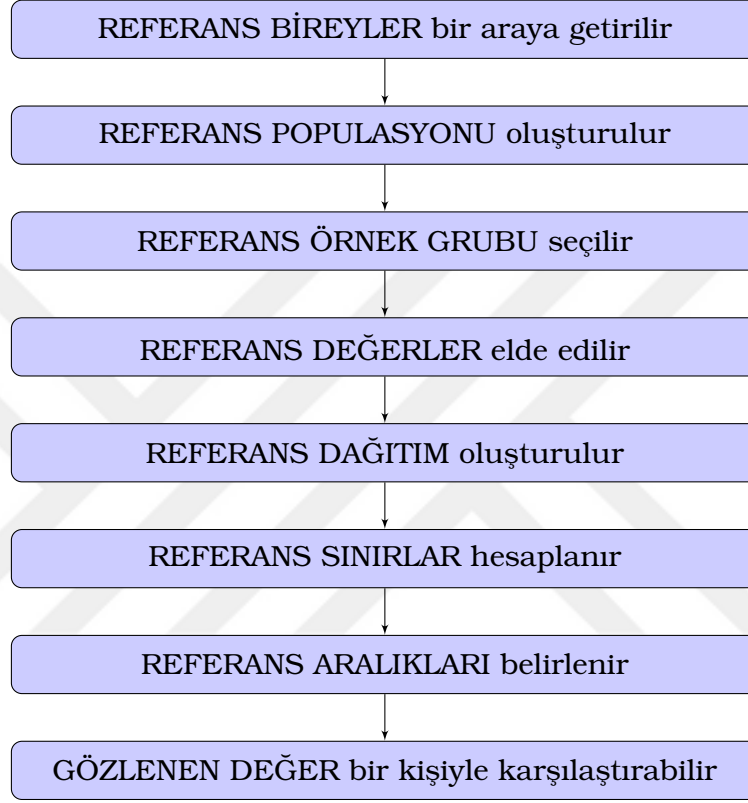 REFERANS BİREYLER bir araya getirilir
REFERANS POPULASYONU oluşturulur
REFERANS ÖRNEK GRUBU seçilir
REFERANS DEĞERLER elde edilir
REFERANS DAĞITIM oluşturulur
REFERANS SINIRLAR hesaplanır
REFERANS ARALIKLARI belirlenir
GÖZLENEN DEĞER bir kişiyle karşılaştırabilir